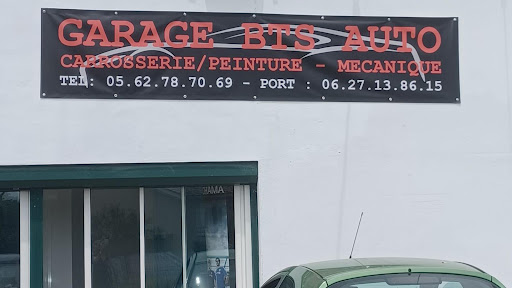 GARAGE BTS AUTO
CARROSSERIE/PEINTURE - MECANIQUE
TEL: 05.62.78.70.69 - PORT : 06.27.13.86.15